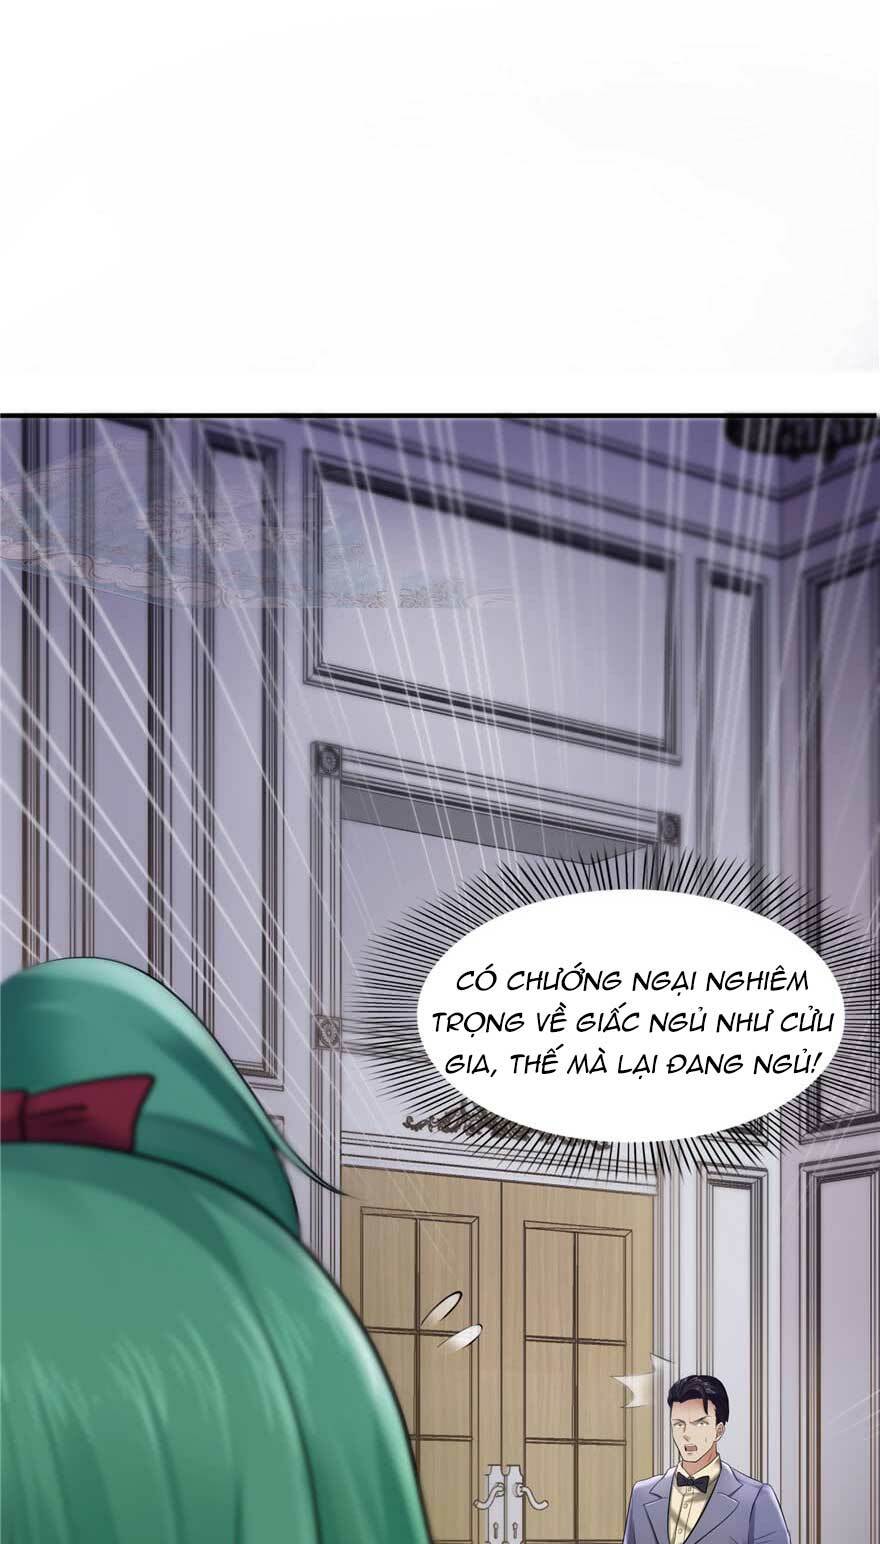 CÓ CHƯỚNG NGẠI NGHIÊM
TRỌNG VỀ GIẤC NGỦ NHƯ CỬU
GIA, THẾ MÀ LẠI ĐANG NGỦ!